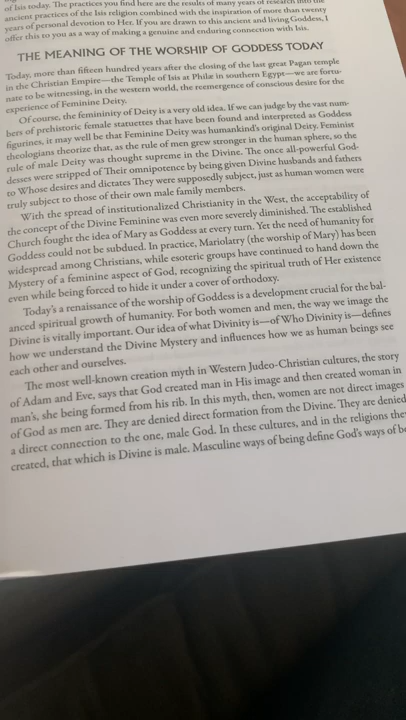 of Isis today. The practices you find here are the results of many years of research into the
ancient practices of the Isis religion combined with the inspiration of more than twenty
years of personal devotion to Her. If you are drawn to this ancient and living Goddess, I
offer this to you as a way of making a genuine and enduring connection with Isis.
THE MEANING OF THE WORSHIP OF GODDESS TODAY
Today, more than fifteen hundred years after the closing of the last great Pagan temple
in the Christian Empire—the Temple of Isis at Philae in southern Egypt—we are fortu-
nate to be witnessing, in the western world, the reemergence of conscious desire for the
experience of Feminine Deity.
Of course, the femininity of Deity is a very old idea. If we can judge by the vast num-
bers of prehistoric female statuettes that have been found and interpreted as Goddess
figurines, it may well be that Feminine Deity was humankind's original Deity. Feminist
theologians theorize that, as the rule of men grew stronger in the human sphere, so the
rule of male Deity was thought supreme in the Divine. The once all-powerful God-
desses were stripped of Their omnipotence by being given Divine husbands and fathers
to Whose desires and dictates They were supposedly subject, just as human women were
truly subject to those of their own male family members.
With the spread of institutionalized Christianity in the West, the acceptability of
the concept of the Divine Feminine was even more severely diminished. The established
Church fought the idea of Mary as Goddess at every turn. Yet the need of humanity for
Goddess could not be subdued. In practice, Mariolatry (the worship of Mary) has been
widespread among Christians, while esoteric groups have continued to hand down the
Mystery of a feminine aspect of God, recognizing the spiritual truth of Her existence
even while being forced to hide it under a cover of orthodoxy.
Today's a renaissance of the worship of Goddess is a development crucial for the bal-
anced spiritual growth of humanity. For both women and men, the way we image the
Divine is vitally important. Our idea of what Divinity is—of Who Divinity is—defines
how we understand the Divine Mystery and influences how we as human beings see
each other and ourselves.
The most well-known creation myth in Western Judeo-Christian cultures, the story
of Adam and Eve, says that God created man in His image and then created woman in
man's, she being formed from his rib. In this myth, then, women are not direct images
of God as men are. They are denied direct formation from the Divine. They are denied
a direct connection to the one, male God. In these cultures, and in the religions they
created, that which is Divine is male. Masculine ways of being define God's ways of